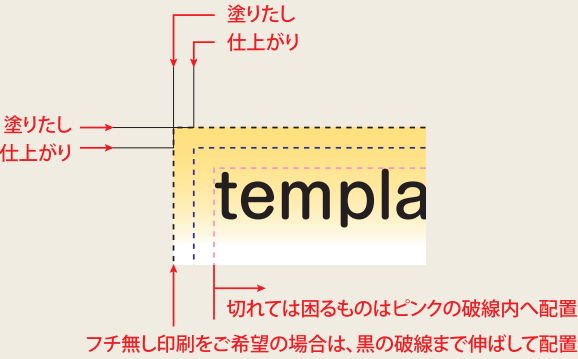 塗りたし
仕上がり
塗りたし
仕上がり
templa
切れては困るものはピンクの破線内へ配置
フチ無し印刷をご希望の場合は、黒の破線まで伸ばして配置